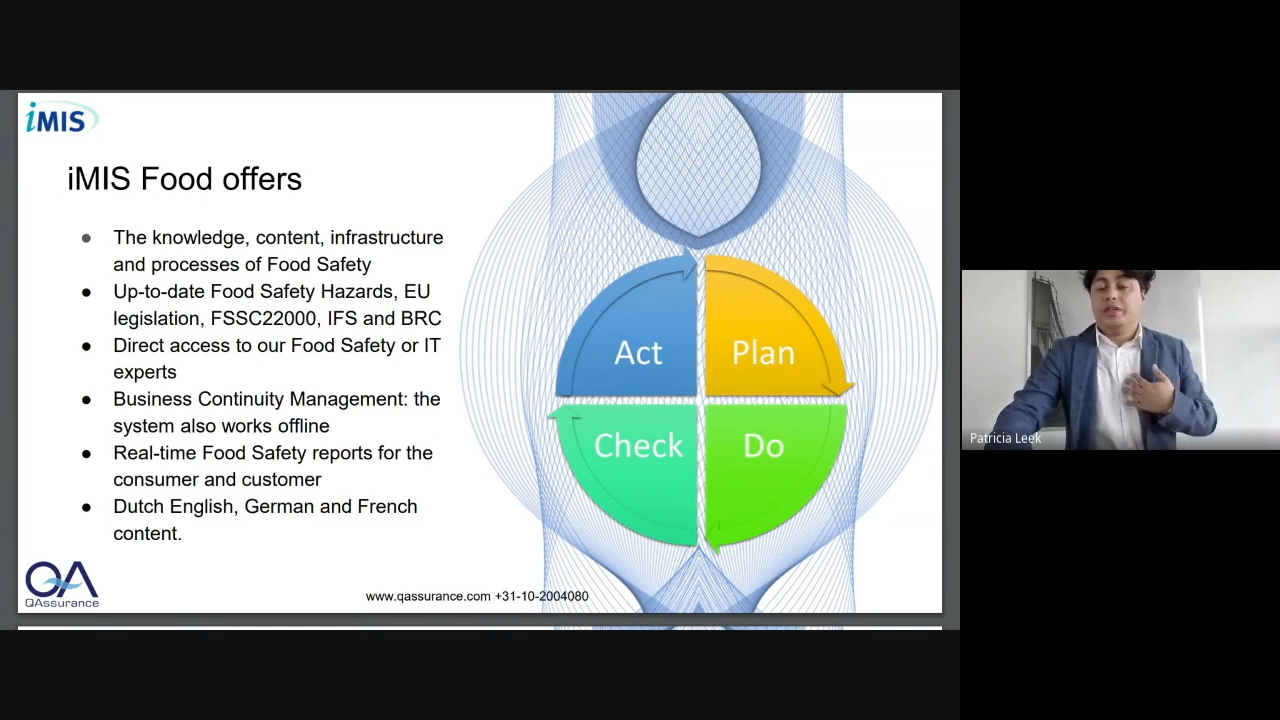 iMIS
iMIS Food offers
● The knowledge, content, infrastructure
and processes of Food Safety
● Up-to-date Food Safety Hazards, EU
legislation, FSSC22000, IFS and BRC
● Direct access to our Food Safety or IT
experts
● Business Continuity Management: the
system also works offline
● Real-time Food Safety reports for the
consumer and customer
● Dutch English, German and French
content.
Act
Plan
Check
Do
QA
QAssurance
www.qassurance.com +31-10-2004080
Patricia Leek